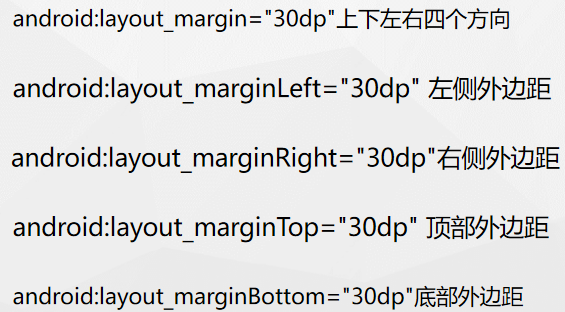 android:layout_margin="30dp"上下左右四个方向
android:layout_marginLeft="30dp" 左侧外边距
android:layout_marginRight="30dp"右侧外边距
android:layout_marginTop="30dp" 顶部外边距
android:layout_marginBottom="30dp"底部外边距